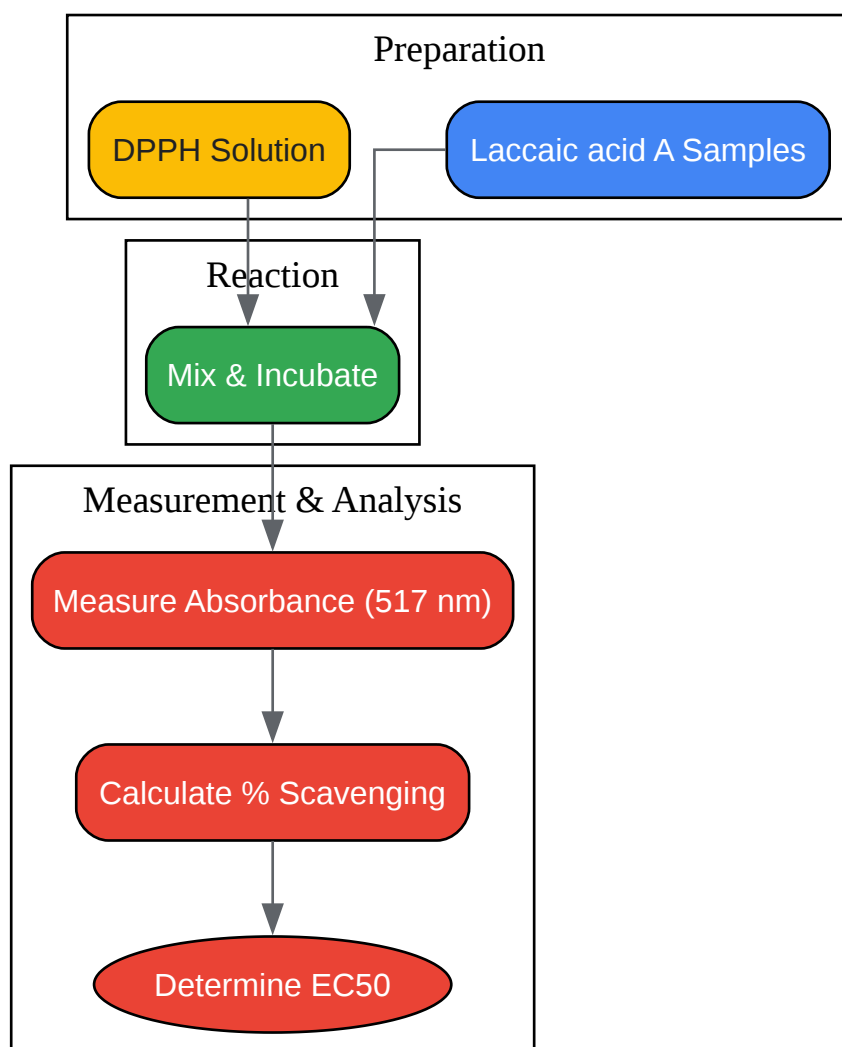 Preparation
DPPH Solution
Laccaic acid A Samples
Reaction
Mix & Incubate
Measurement & Analysis
Measure Absorbance (517 nm)
Calculate % Scavenging
Determine EC50